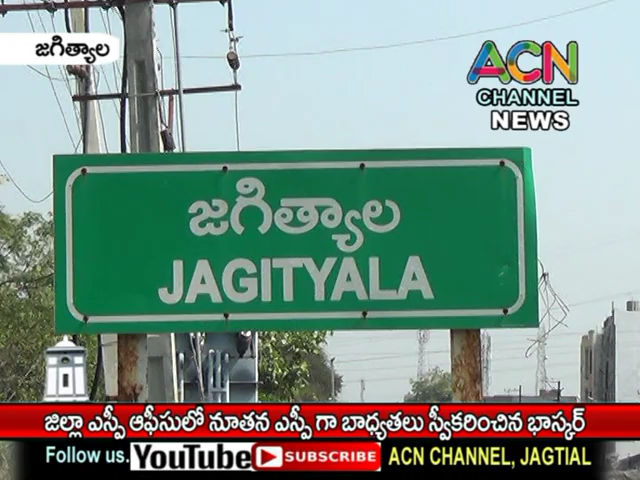 జగిత్యాల
ACN
CHANNEL
NEWS
జగిత్యాల
JAGITYALA
జిల్లా ఎస్పీ ఆఫీసులో నూతన ఎస్పీ గా బాధ్యతలు స్వీకరించిన భాస్కర్
Follow us. YouTube SUBSCRIBE ACN CHANNEL, JAGTIAL